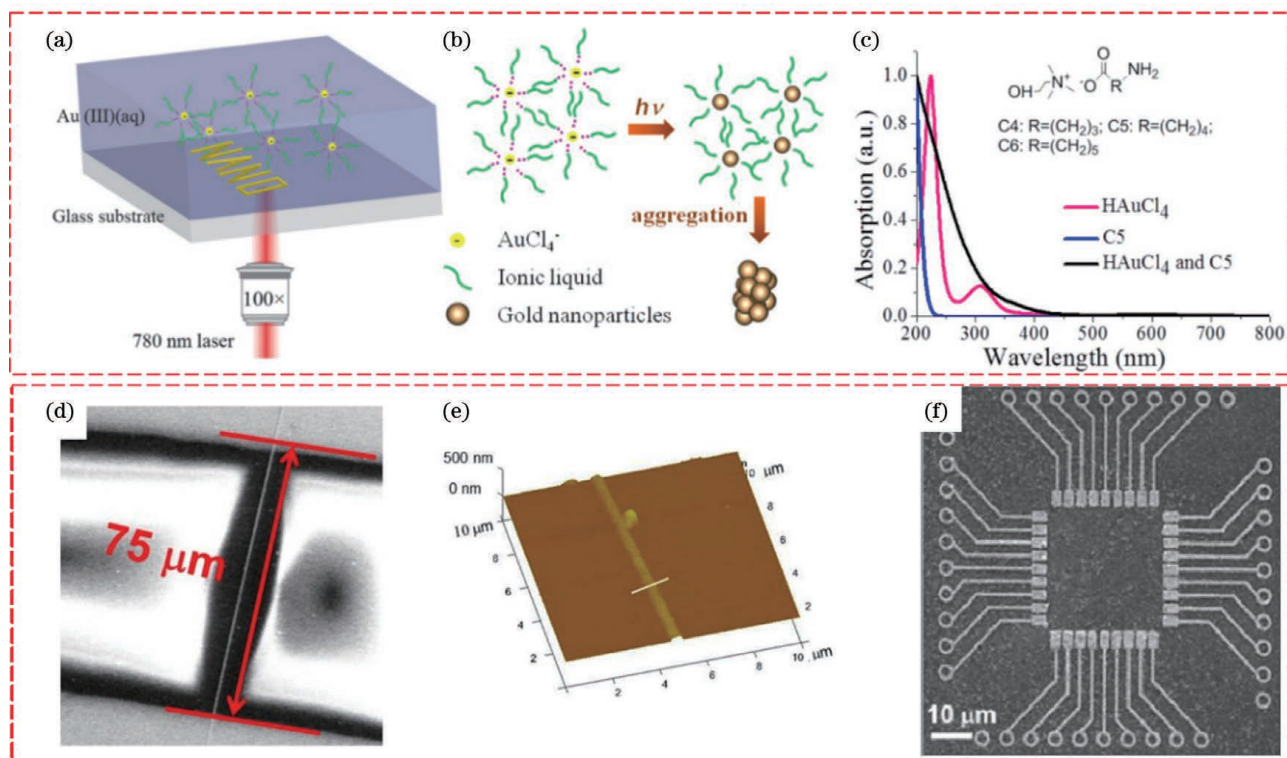 (a)
Au (III)(aq)
NANO
Glass substrate
100×
780 nm laser
(b)
hν
aggregation
AuCl₄⁻
Ionic liquid
Gold nanoparticles
(c)
Absorption (a.u.)
1.0
0.8
0.6
0.4
0.2
0.0
200 300 400 500 600 700 800
Wavelength (nm)
OH N⁺ ⁻O O R NH₂
C4: R=(CH₂)₃; C5: R=(CH₂)₄;
C6: R=(CH₂)₅
HAuCl₄
C5
HAuCl₄ and C5
(d)
75 μm
(e)
500 nm
0 nm
10 μm
8
6
4
2
2 4 6 8 10 μm
2
4
6
8
μm
(f)
10 μm